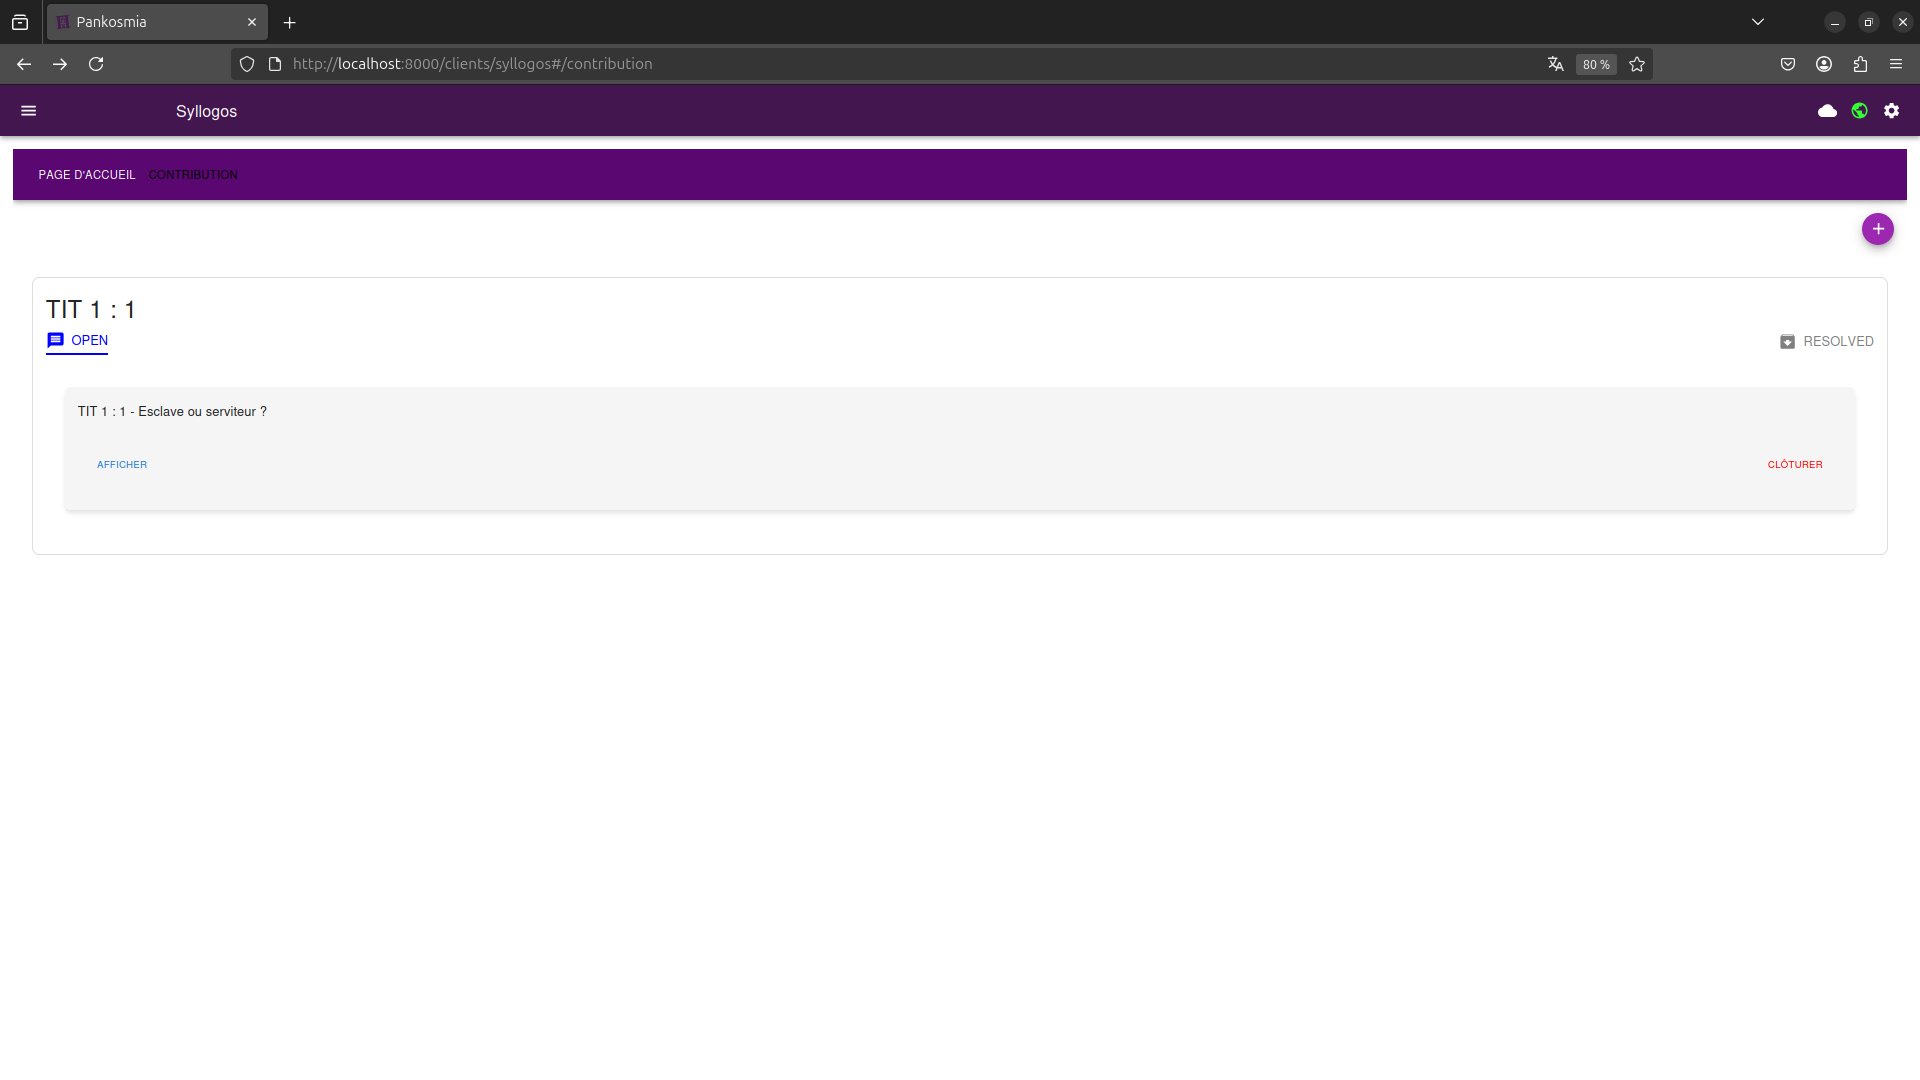 Pankosmia
http://localhost:8000/clients/syllogos#/contribution
80 %
Syllogos
PAGE D'ACCUEIL CONTRIBUTION
TIT 1 : 1
OPEN
RESOLVED
TIT 1 : 1 - Esclave ou serviteur ?
AFFICHER
CLÔTURER